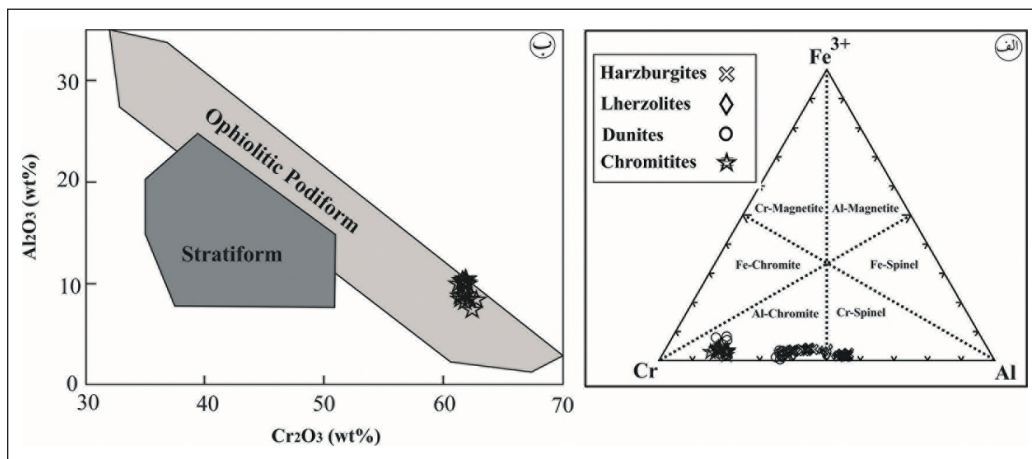 ب
Al2O3 (wt%)
30
20
10
0
Ophiolitic Podiform
Stratiform
30 40 50 60 70
Cr2O3 (wt%)
الف
Harzburgites
Lherzolites
Dunites
Chromitites
Fe3+
Cr-Magnetite
Al-Magnetite
Fe-Chromite
Fe-Spinel
Al-Chromite
Cr-Spinel
Cr
Al